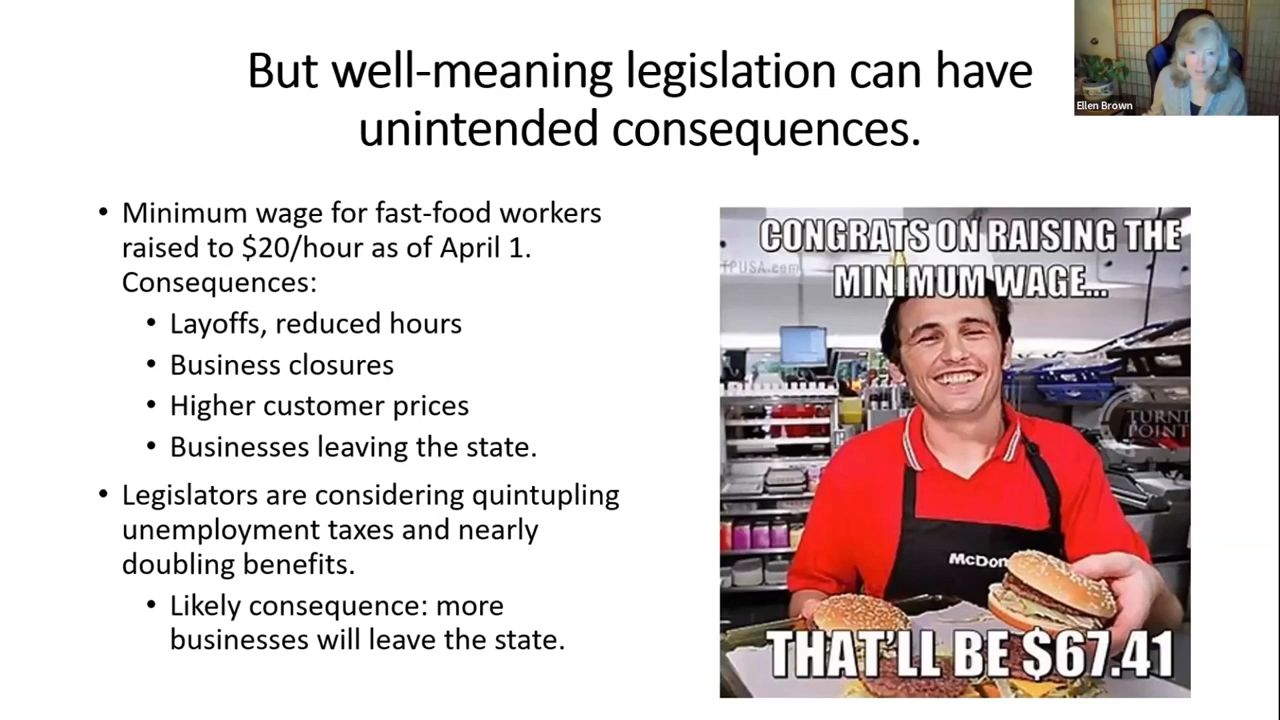 But well-meaning legislation can have
unintended consequences.
Ellen Brown
• Minimum wage for fast-food workers
raised to $20/hour as of April 1.
Consequences:
• Layoffs, reduced hours
• Business closures
• Higher customer prices
• Businesses leaving the state.
• Legislators are considering quintupling
unemployment taxes and nearly
doubling benefits.
• Likely consequence: more
businesses will leave the state.
CONGRATS ON RAISING THE
MINIMUM WAGE...
TPUSA.com
TURNI
POINT
McDon
THAT'LL BE $67.41